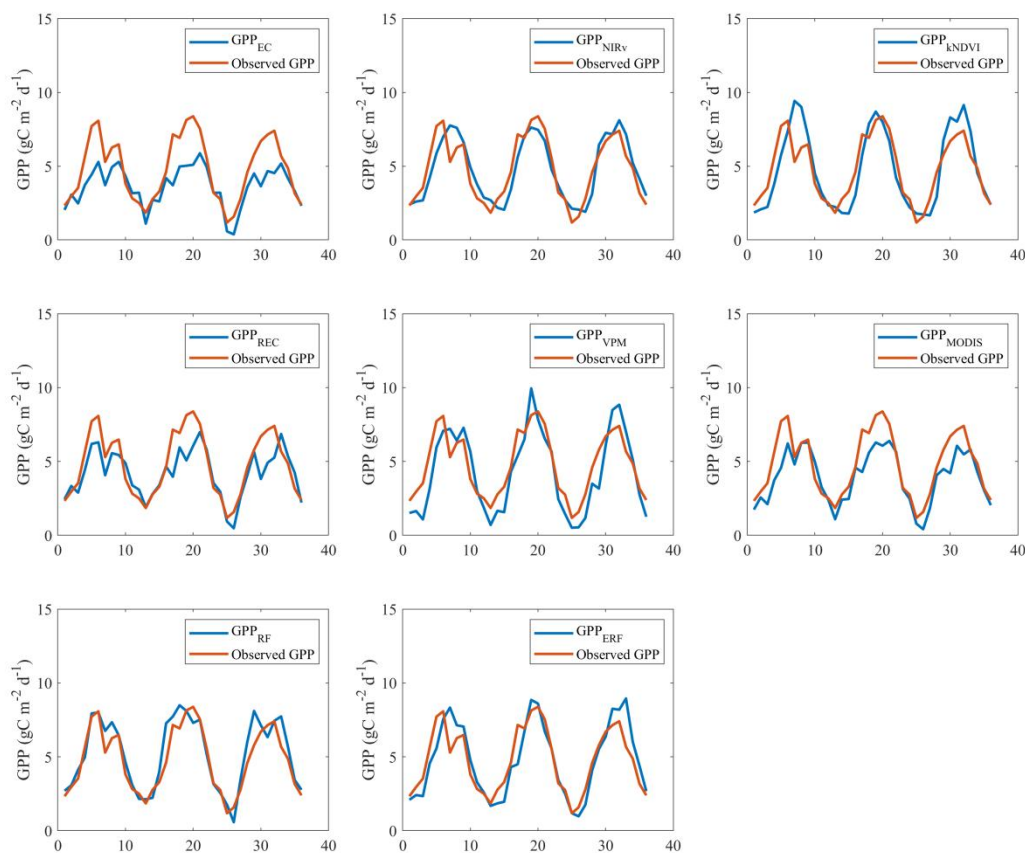 15
10
5
0
GPP (gC m-2 d-1)
GPP_EC
Observed GPP
0 10 20 30 40
15
10
5
0
GPP (gC m-2 d-1)
GPP_NIRv
Observed GPP
0 10 20 30 40
15
10
5
0
GPP (gC m-2 d-1)
GPP_kNDVI
Observed GPP
0 10 20 30 40
15
10
5
0
GPP (gC m-2 d-1)
GPP_REC
Observed GPP
0 10 20 30 40
15
10
5
0
GPP (gC m-2 d-1)
GPP_VPM
Observed GPP
0 10 20 30 40
15
10
5
0
GPP (gC m-2 d-1)
GPP_MODIS
Observed GPP
0 10 20 30 40
15
10
5
0
GPP (gC m-2 d-1)
GPP_RF
Observed GPP
0 10 20 30 40
15
10
5
0
GPP (gC m-2 d-1)
GPP_ERF
Observed GPP
0 10 20 30 40